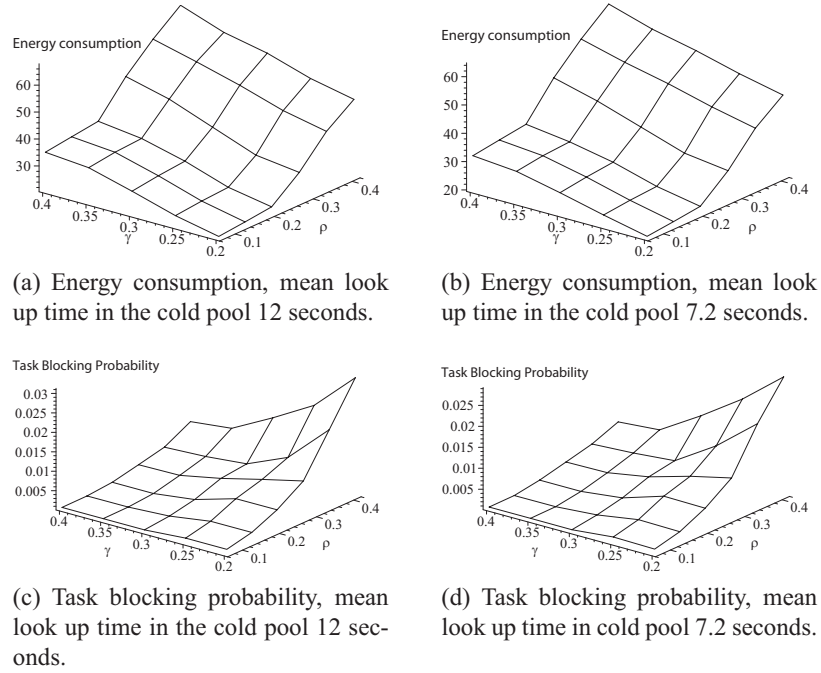 Energy consumption
60
50
40
30
0.4
0.35
0.3
γ
0.25
0.2
0.1
0.2
0.3
0.4
ρ
(a) Energy consumption, mean look
up time in the cold pool 12 seconds.
Energy consumption
60
50
40
30
20
0.4
0.35
0.3
γ
0.25
0.2
0.1
0.2
0.3
0.4
ρ
(b) Energy consumption, mean look
up time in the cold pool 7.2 seconds.
Task Blocking Probability
0.03
0.025
0.02
0.015
0.01
0.005
0.4
0.35
γ
0.3
0.25
0.2
0.1
0.2
0.3
0.4
ρ
(c) Task blocking probability, mean
look up time in the cold pool 12 sec-
onds.
Task Blocking Probability
0.025
0.02
0.015
0.01
0.005
0.4
0.35
γ
0.3
0.25
0.2
0.1
0.2
0.3
0.4
ρ
(d) Task blocking probability, mean
look up time in cold pool 7.2 seconds.